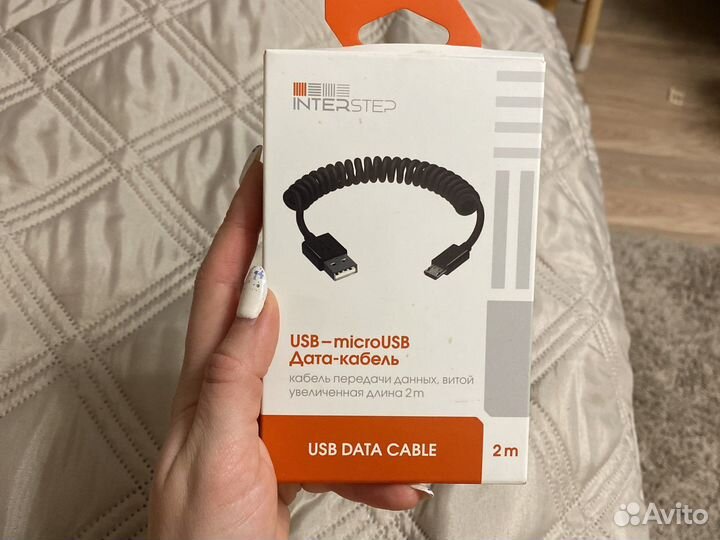 INTERSTEP
USB–microUSB
Дата-кабель
кабель передачи данных, витой
увеличенная длина 2m
USB DATA CABLE
2 m
Avito